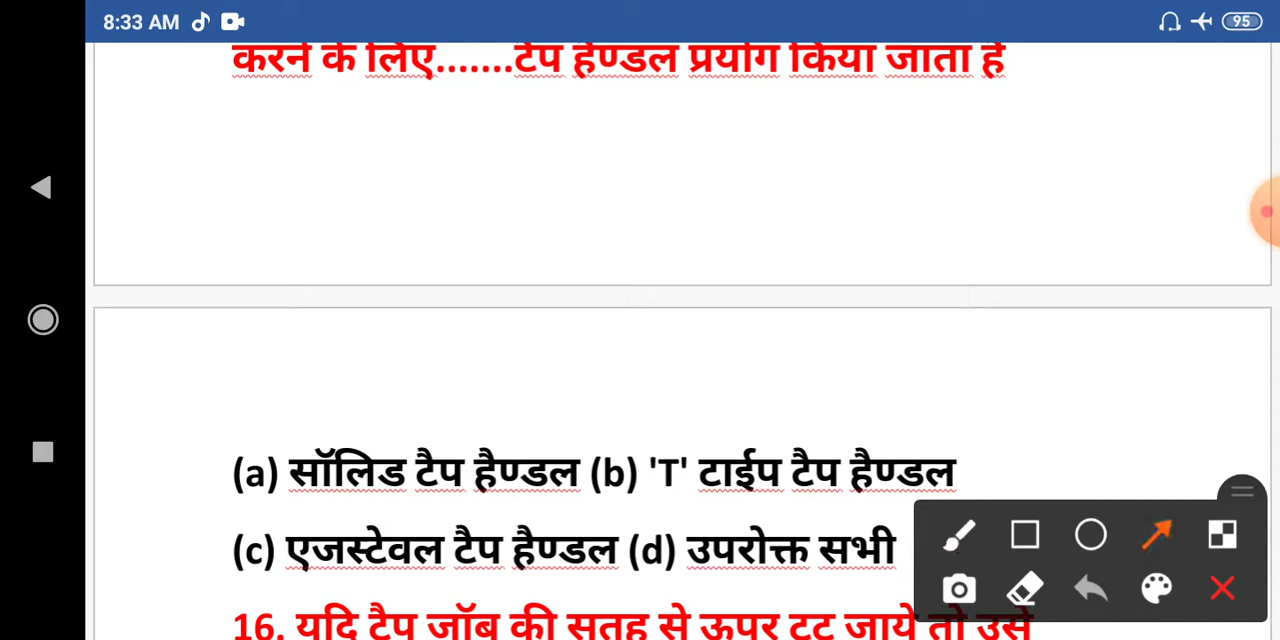 8:33 AM
95
करने के लिए.......टैप हैण्डल प्रयोग किया जाता है
(a) सॉलिड टैप हैण्डल (b) 'T' टाईप टैप हैण्डल
(c) एजस्टेवल टैप हैण्डल (d) उपरोक्त सभी
16. यदि टैप जॉब की सतह से ऊपर टूट जाये तो उसे